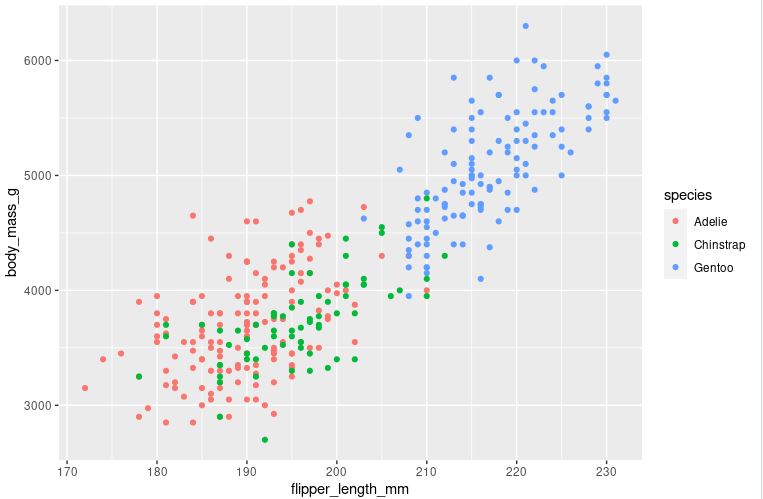 6000
5000
4000
3000
body_mass_g
170 180 190 200 210 220 230
flipper_length_mm
species
Adelie
Chinstrap
Gentoo